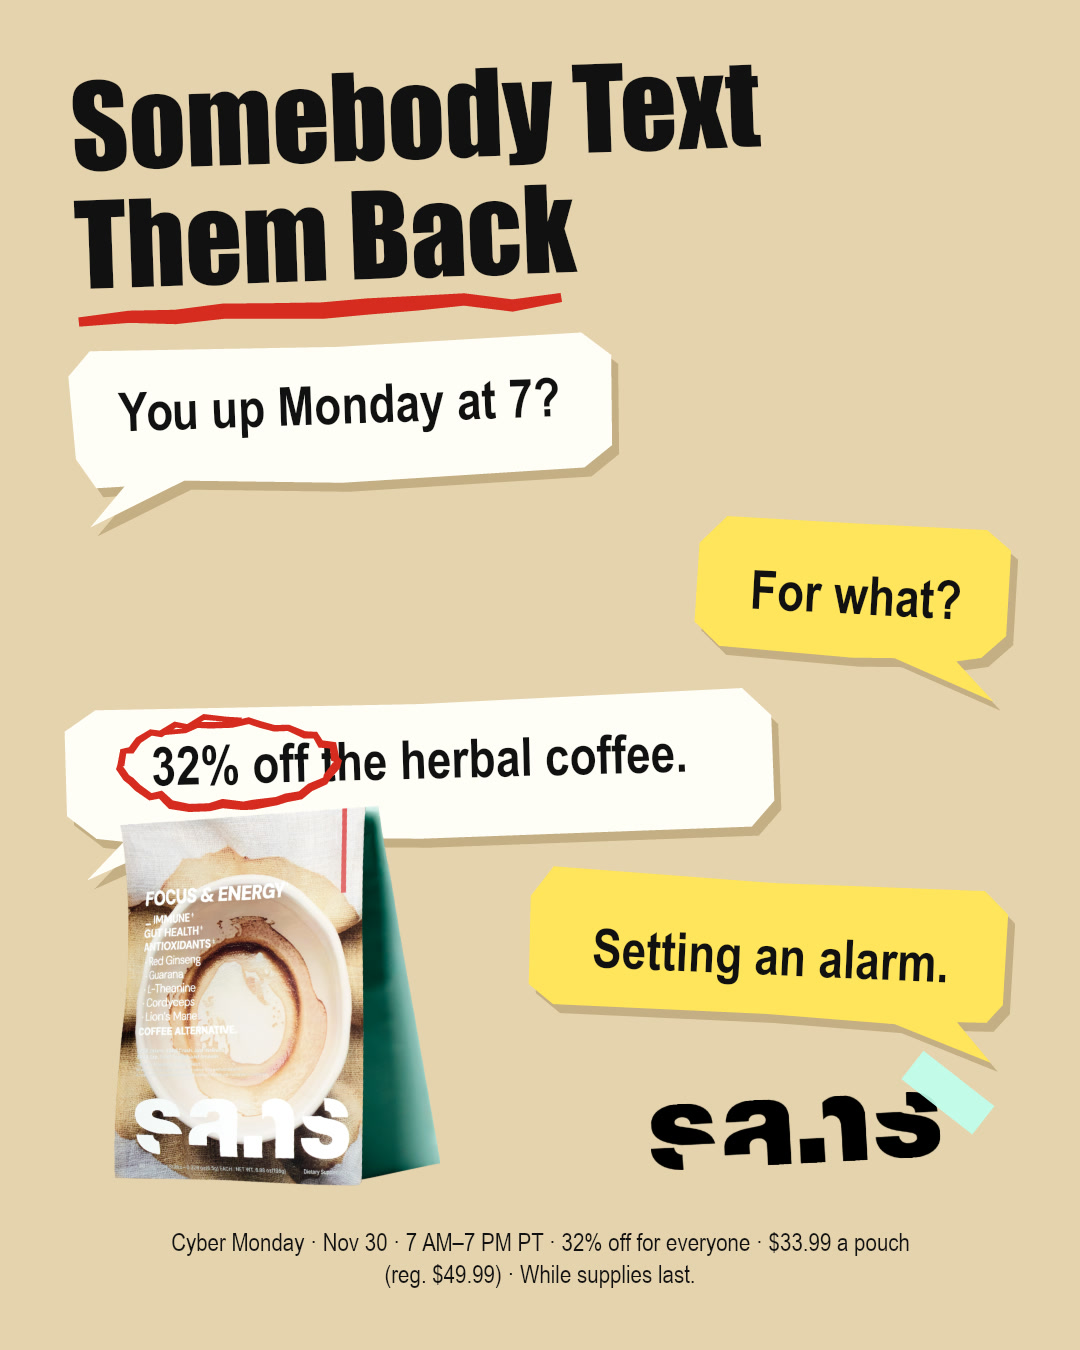 Somebody Text
Them Back
You up Monday at 7?
For what?
32% off the herbal coffee.
Setting an alarm.
FOCUS & ENERGY
IMMUNE
GUT HEALTH
ANTIOXIDANTS
Red Ginseng
Guarana
L-Theanine
Cordyceps
Lion's Mane
COFFEE ALTERNATIVE.
sans
sans
Cyber Monday · Nov 30 · 7 AM–7 PM PT · 32% off for everyone · $33.99 a pouch
(reg. $49.99) · While supplies last.